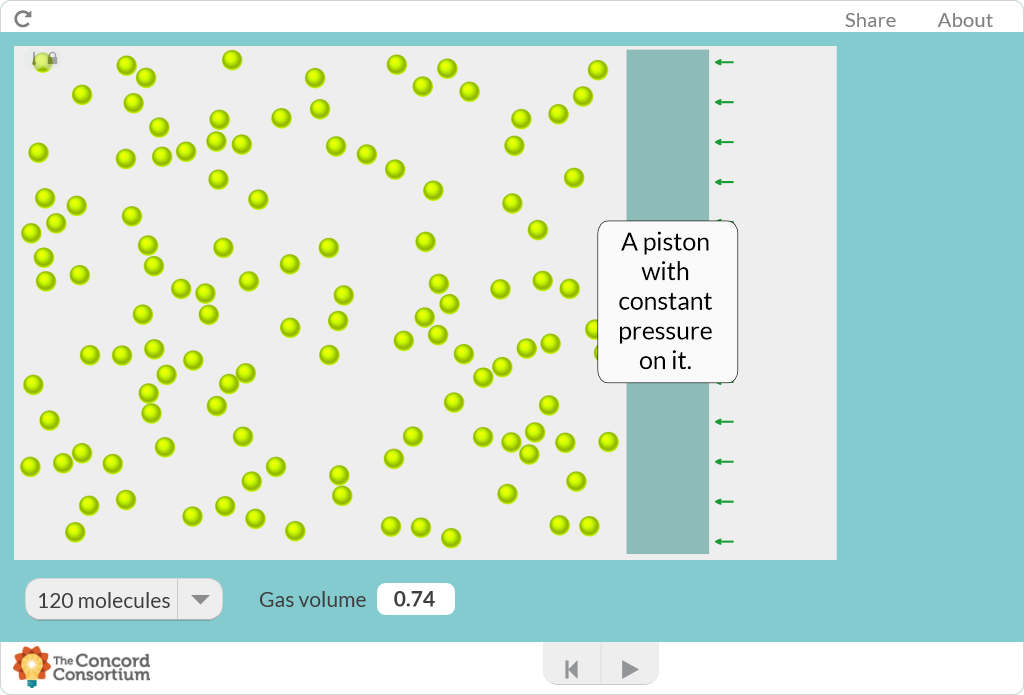 Share About
A piston
with
constant
pressure
on it.
120 molecules Gas volume 0.74
The Concord
Consortium